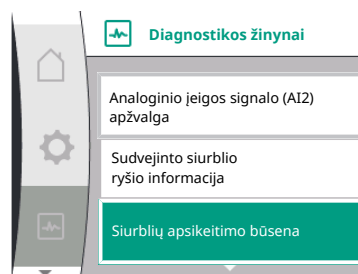 Diagnostikos žinynai
Analoginio įeigos signalo (AI2)
apžvalga
Sudvejinto siurblio
ryšio informacija
Siurblių apsikeitimo būsena